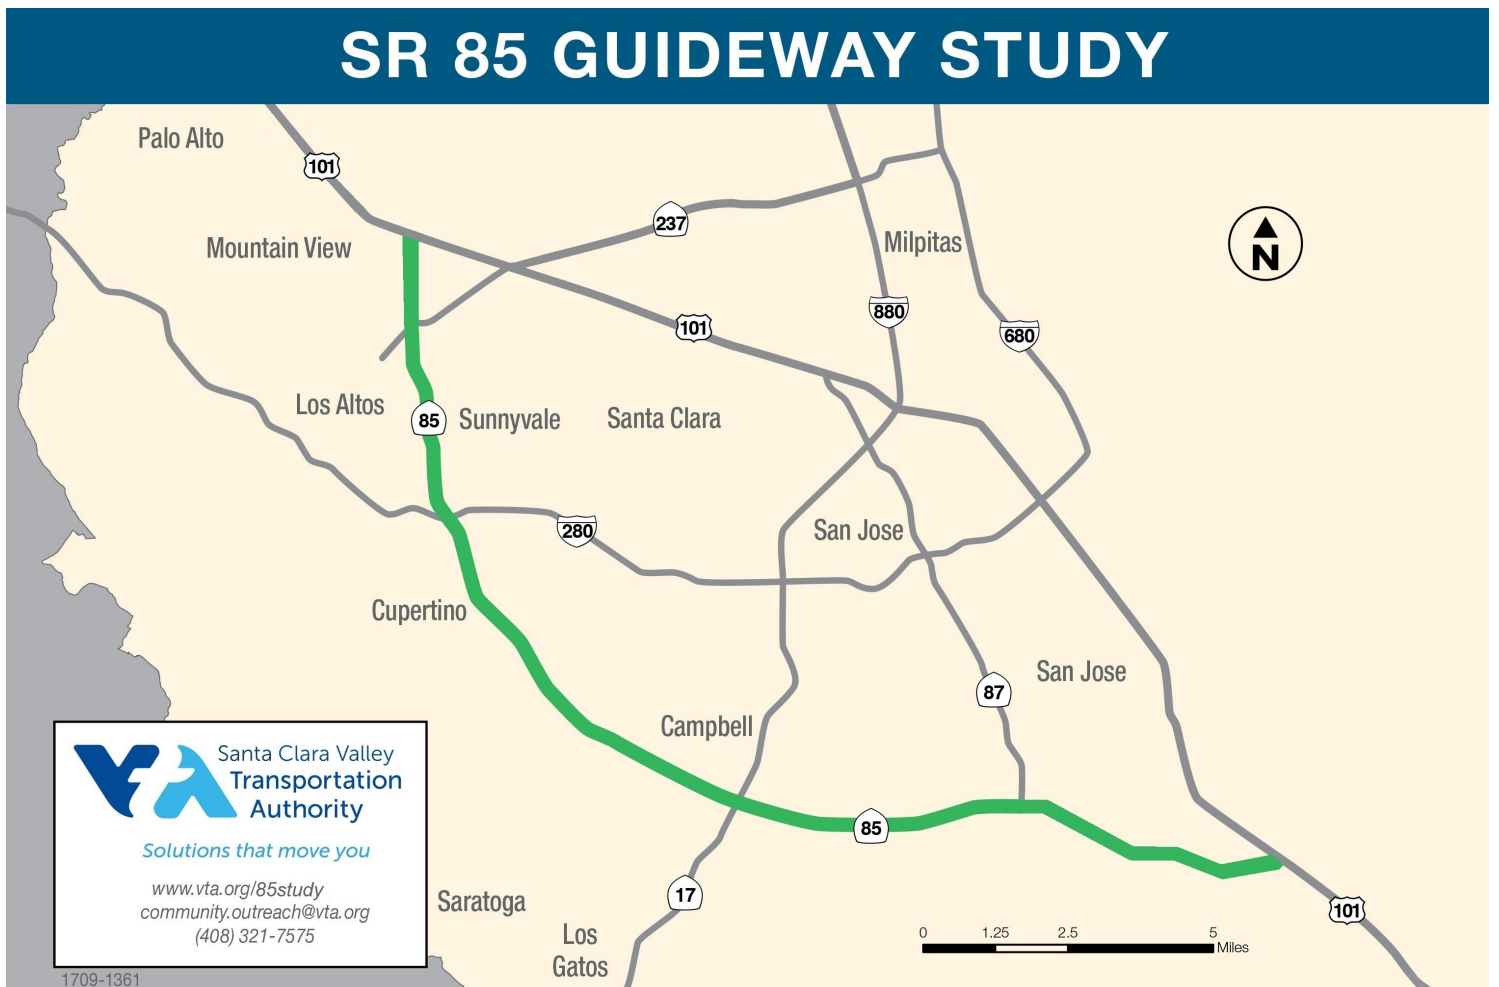 SR 85 GUIDEWAY STUDY
Palo Alto
101
237
Mountain View
Milpitas
N
880
101
680
Los Altos
85
Sunnyvale
Santa Clara
280
San Jose
Cupertino
San Jose
87
Campbell
85
VTA
Santa Clara Valley
Transportation
Authority
Solutions that move you
www.vta.org/85study
community.outreach@vta.org
(408) 321-7575
17
Saratoga
Los
Gatos
101
0 1.25 2.5 5
Miles
1709-1361